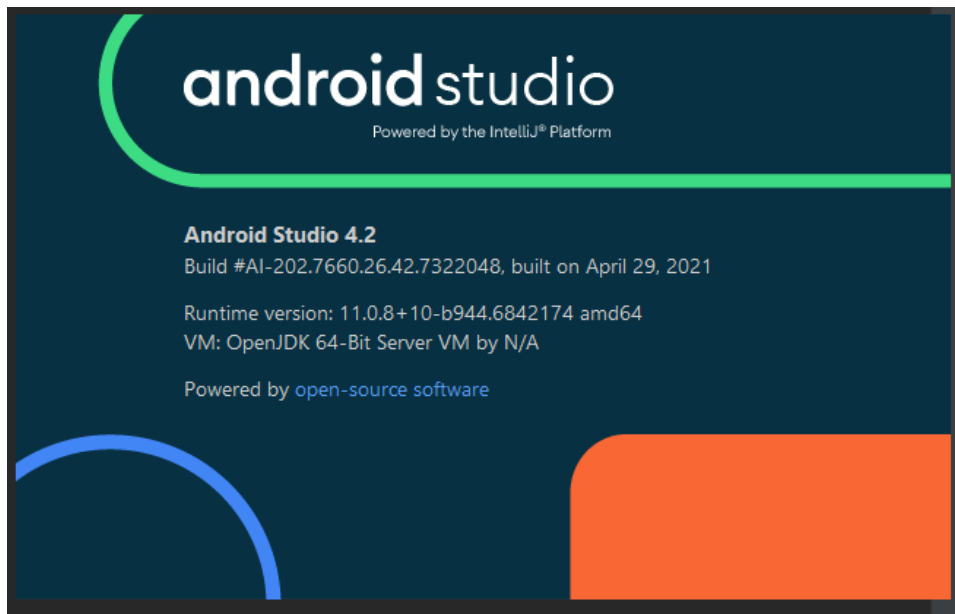 android studio
Powered by the IntelliJ® Platform
Android Studio 4.2
Build #AI-202.7660.26.42.7322048, built on April 29, 2021
Runtime version: 11.0.8+10-b944.6842174 amd64
VM: OpenJDK 64-Bit Server VM by N/A
Powered by open-source software